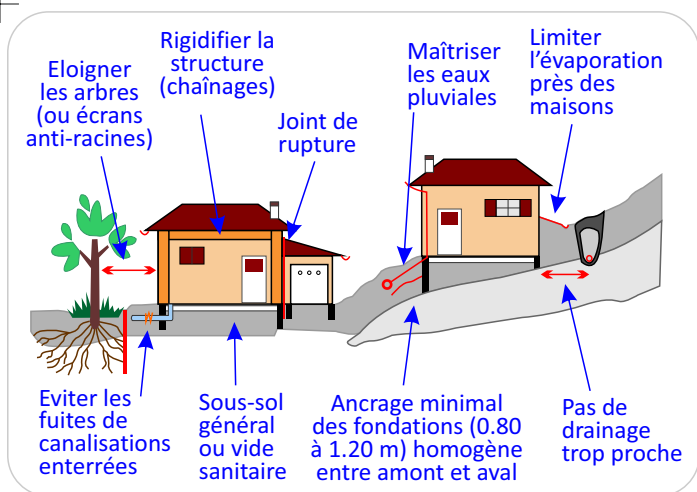 Eloigner
les arbres
(ou écrans
anti-racines)
Rigidifier la
structure
(chaînages)
Joint de
rupture
Maîtriser
les eaux
pluviales
Limiter
l'évaporation
près des
maisons
Eviter les
fuites de
canalisations
enterrées
Sous-sol
général
ou vide
sanitaire
Ancrage minimal
des fondations (0.80
à 1.20 m) homogène
entre amont et aval
Pas de
drainage
trop proche